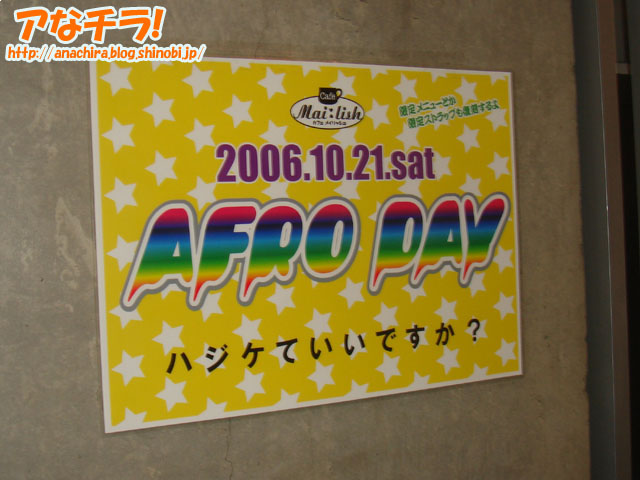 アなチラ!
http://anachira.blog.shinobi.jp/
Cafe
Mai:lish
限定メニューとか
限定ストラップも復活するよ
2006.10.21.sat
AFRO DAY
ハジケていいですか？